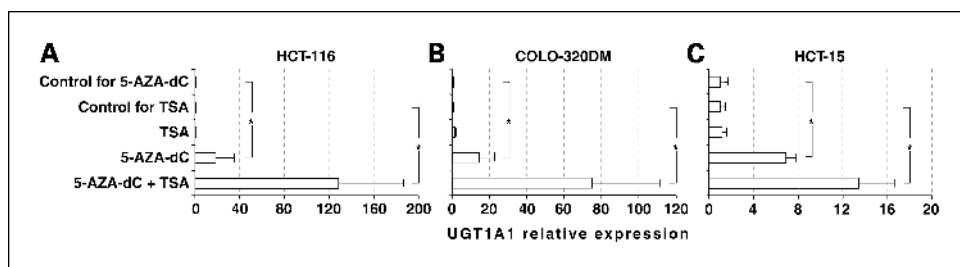 A HCT-116 B COLO-320DM C HCT-15
Control for 5-AZA-dC
*
*
*
Control for TSA
TSA
*
*
*
5-AZA-dC
5-AZA-dC + TSA
0 40 80 120 160 200 0 20 40 60 80 100 120 0 4 8 12 16 20
UGT1A1 relative expression